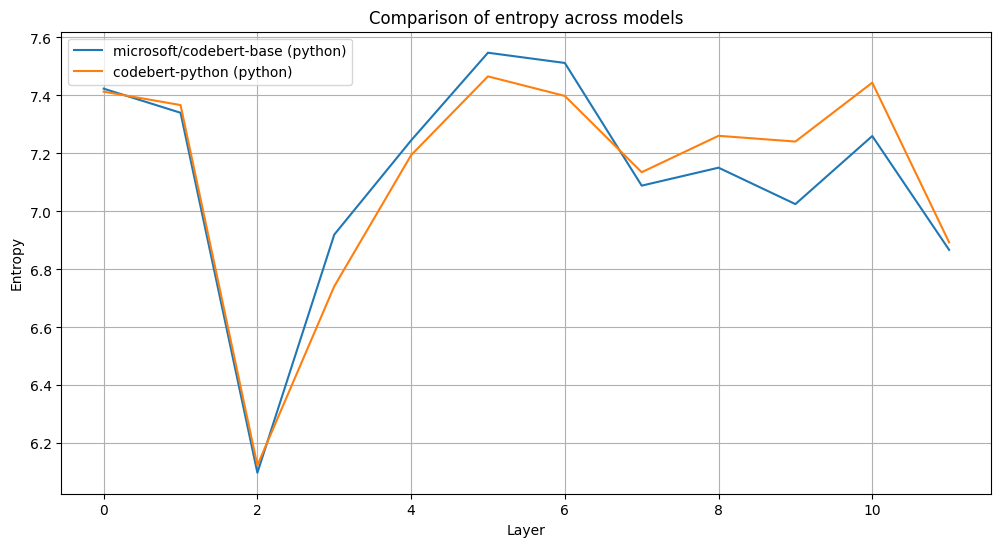 Comparison of entropy across models
microsoft/codebert-base (python)
codebert-python (python)
Entropy
7.6
7.4
7.2
7.0
6.8
6.6
6.4
6.2
0
2
4
6
8
10
Layer